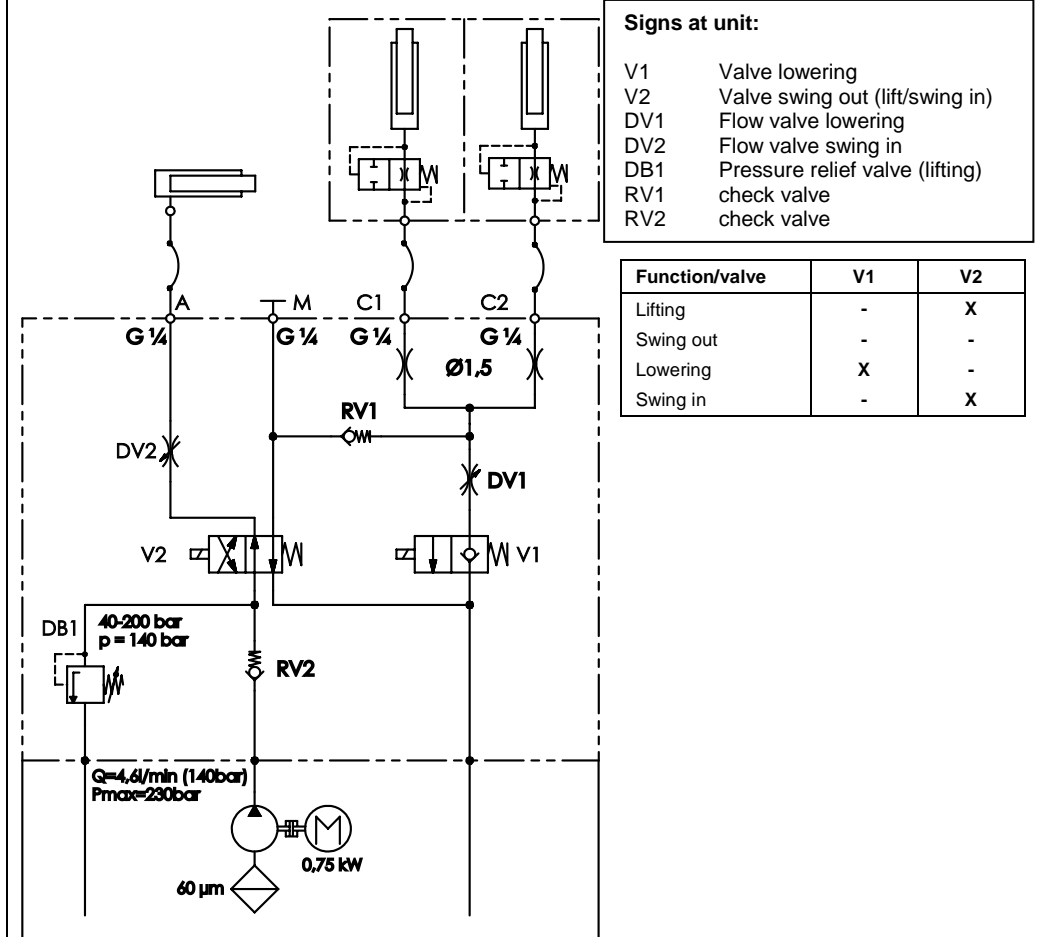 Signs at unit:
V1 Valve lowering
V2 Valve swing out (lift/swing in)
DV1 Flow valve lowering
DV2 Flow valve swing in
DB1 Pressure relief valve (lifting)
RV1 check valve
RV2 check valve
Function/valve V1 V2
Lifting - X
Swing out - -
Lowering X -
Swing in - X
A M C1 C2
G ¼ G ¼ G ¼ G ¼
Ø1,5
RV1
DV2
DV1
V2
V1
40-200 bar
p = 140 bar
DB1
RV2
Q=4,6l/min (140bar)
Pmax=230bar
M
0,75 kW
60 µm